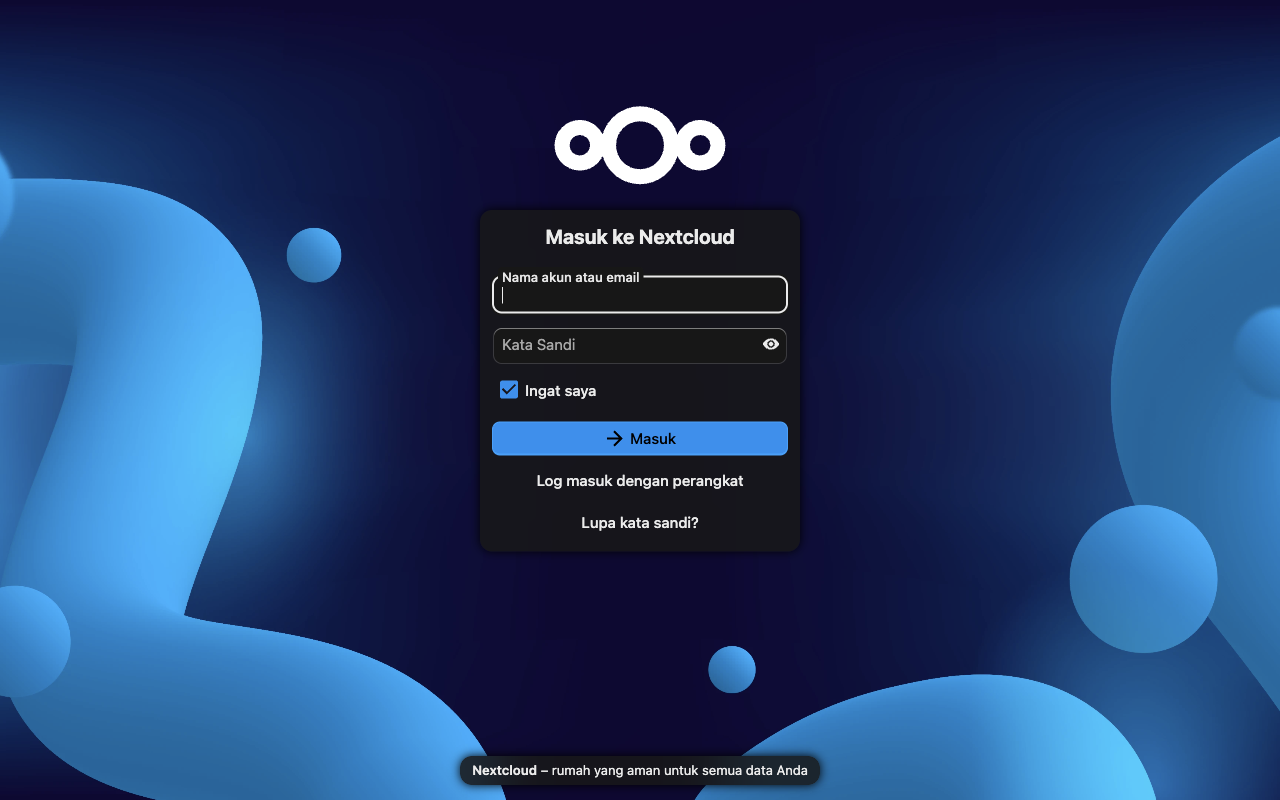 Masuk ke Nextcloud
Nama akun atau email
Kata Sandi
Ingat saya
Masuk
Log masuk dengan perangkat
Lupa kata sandi?
Nextcloud – rumah yang aman untuk semua data Anda